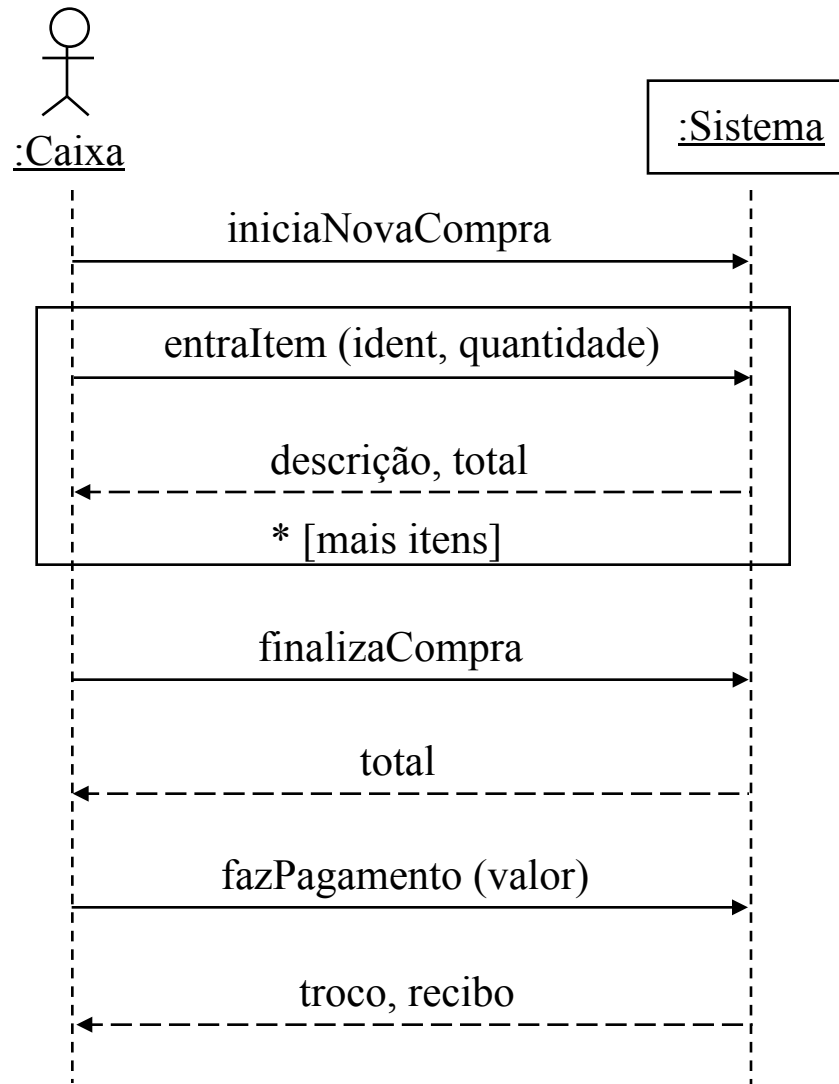 :Caixa
:Sistema
iniciaNovaCompra
entraItem (ident, quantidade)
descrição, total
* [mais itens]
finalizaCompra
total
fazPagamento (valor)
troco, recibo